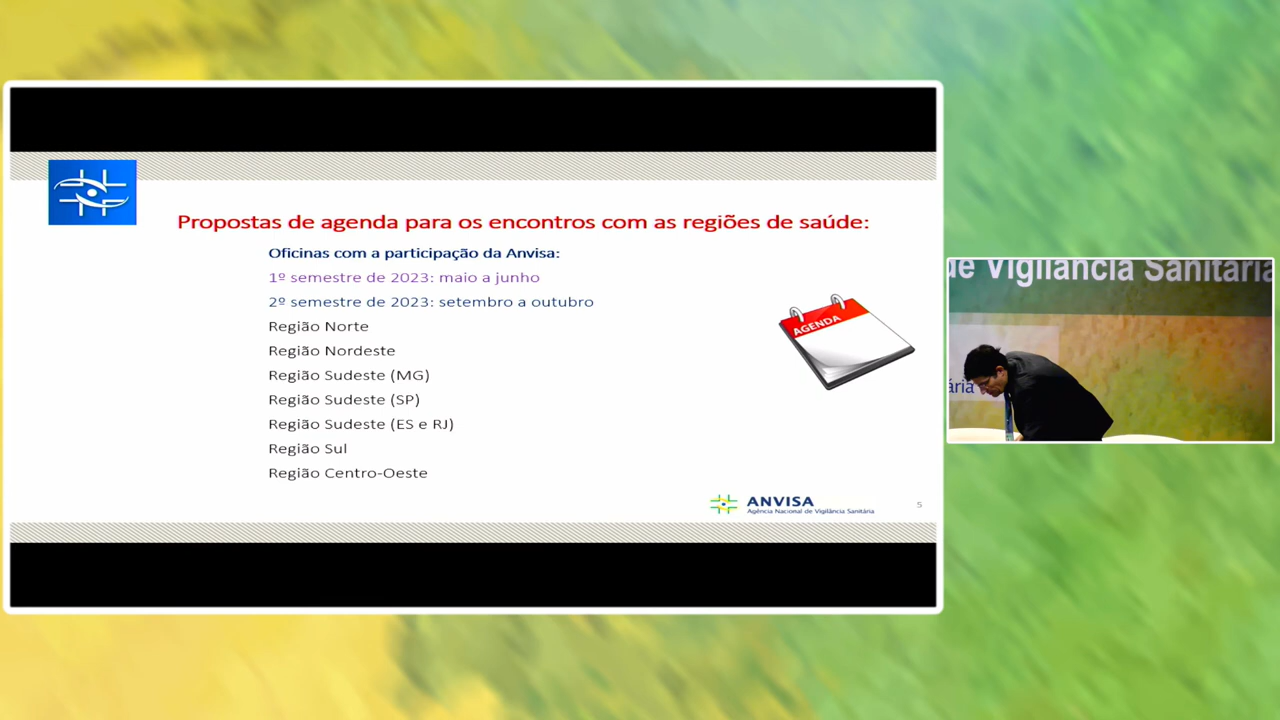 Propostas de agenda para os encontros com as regiões de saúde:
Oficinas com a participação da Anvisa:
1º semestre de 2023: maio a junho
2º semestre de 2023: setembro a outubro
Região Norte
Região Nordeste
Região Sudeste (MG)
Região Sudeste (SP)
Região Sudeste (ES e RJ)
Região Sul
Região Centro-Oeste
AGENDA
ANVISA
Agência Nacional de Vigilância Sanitária
5
de Vigilância Sanitária
ária